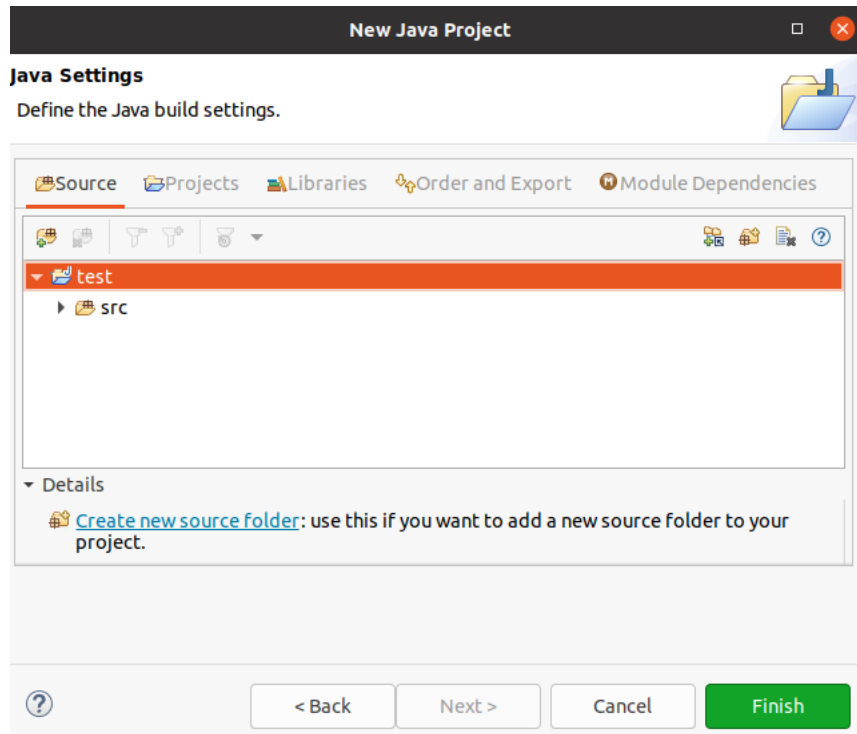 New Java Project
Java Settings
Define the Java build settings.
Source Projects Libraries Order and Export Module Dependencies
test
src
Details
Create new source folder: use this if you want to add a new source folder to your
project.
< Back Next > Cancel Finish